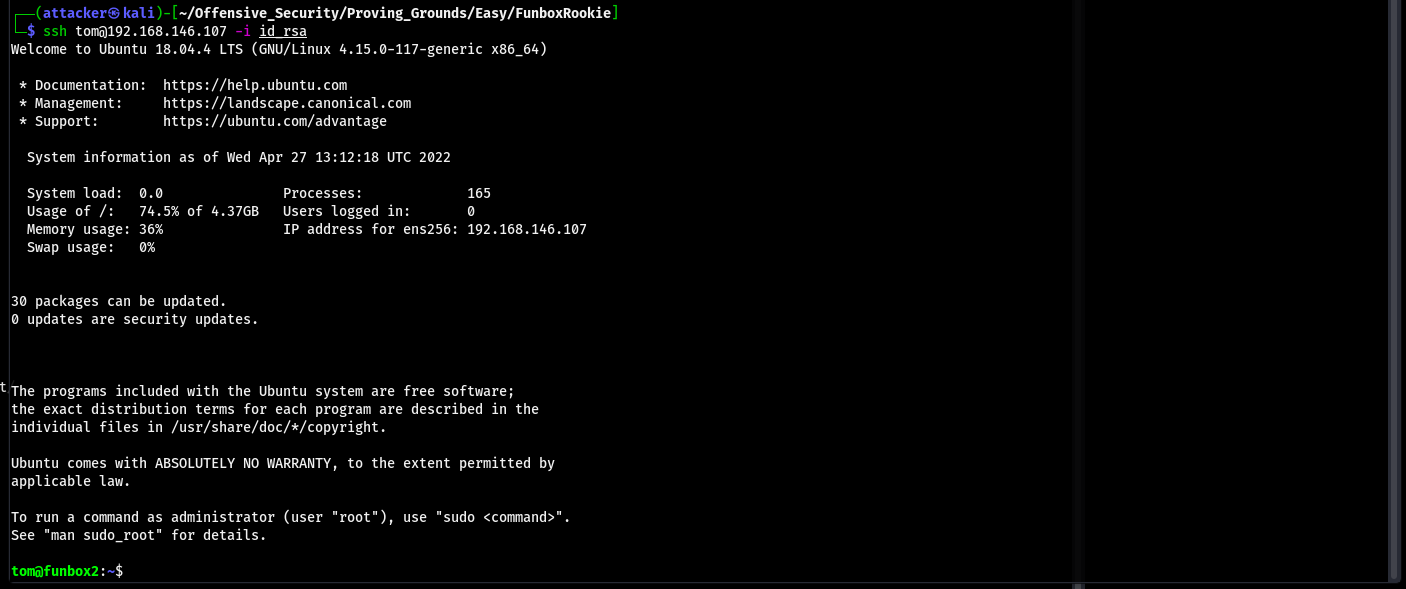 ┌──(attacker㉿kali)-[~/Offensive_Security/Proving_Grounds/Easy/FunboxRookie]
└─$ ssh tom@192.168.146.107 -i id_rsa
Welcome to Ubuntu 18.04.4 LTS (GNU/Linux 4.15.0-117-generic x86_64)

 * Documentation:  https://help.ubuntu.com
 * Management:     https://landscape.canonical.com
 * Support:        https://ubuntu.com/advantage

  System information as of Wed Apr 27 13:12:18 UTC 2022

  System load:  0.0               Processes:             165
  Usage of /:   74.5% of 4.37GB   Users logged in:       0
  Memory usage: 36%               IP address for ens256: 192.168.146.107
  Swap usage:   0%

30 packages can be updated.
0 updates are security updates.

t
The programs included with the Ubuntu system are free software;
the exact distribution terms for each program are described in the
individual files in /usr/share/doc/*/copyright.

Ubuntu comes with ABSOLUTELY NO WARRANTY, to the extent permitted by
applicable law.

To run a command as administrator (user "root"), use "sudo <command>".
See "man sudo_root" for details.

tom@funbox2:~$